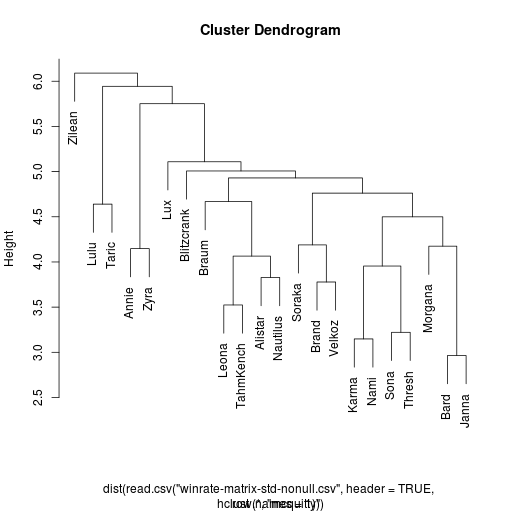 Cluster Dendrogram
Height
6.0
5.5
5.0
4.5
4.0
3.5
3.0
2.5
Zilean
Lulu
Taric
Annie
Zyra
Lux
Blitzcrank
Braum
Leona
TahmKench
Alistar
Nautilus
Soraka
Brand
Velkoz
Karma
Nami
Sona
Thresh
Morgana
Bard
Janna
dist(read.csv("winrate-matrix-std-nonull.csv", header = TRUE,